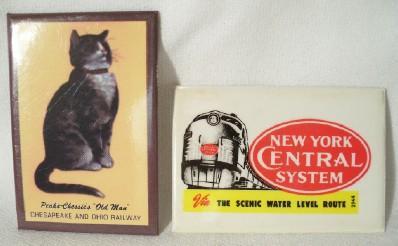 Peake-Chessie's "Old Man"
CHESAPEAKE AND OHIO RAILWAY
NEW YORK
CENTRAL
SYSTEM
Via THE SCENIC WATER LEVEL ROUTE